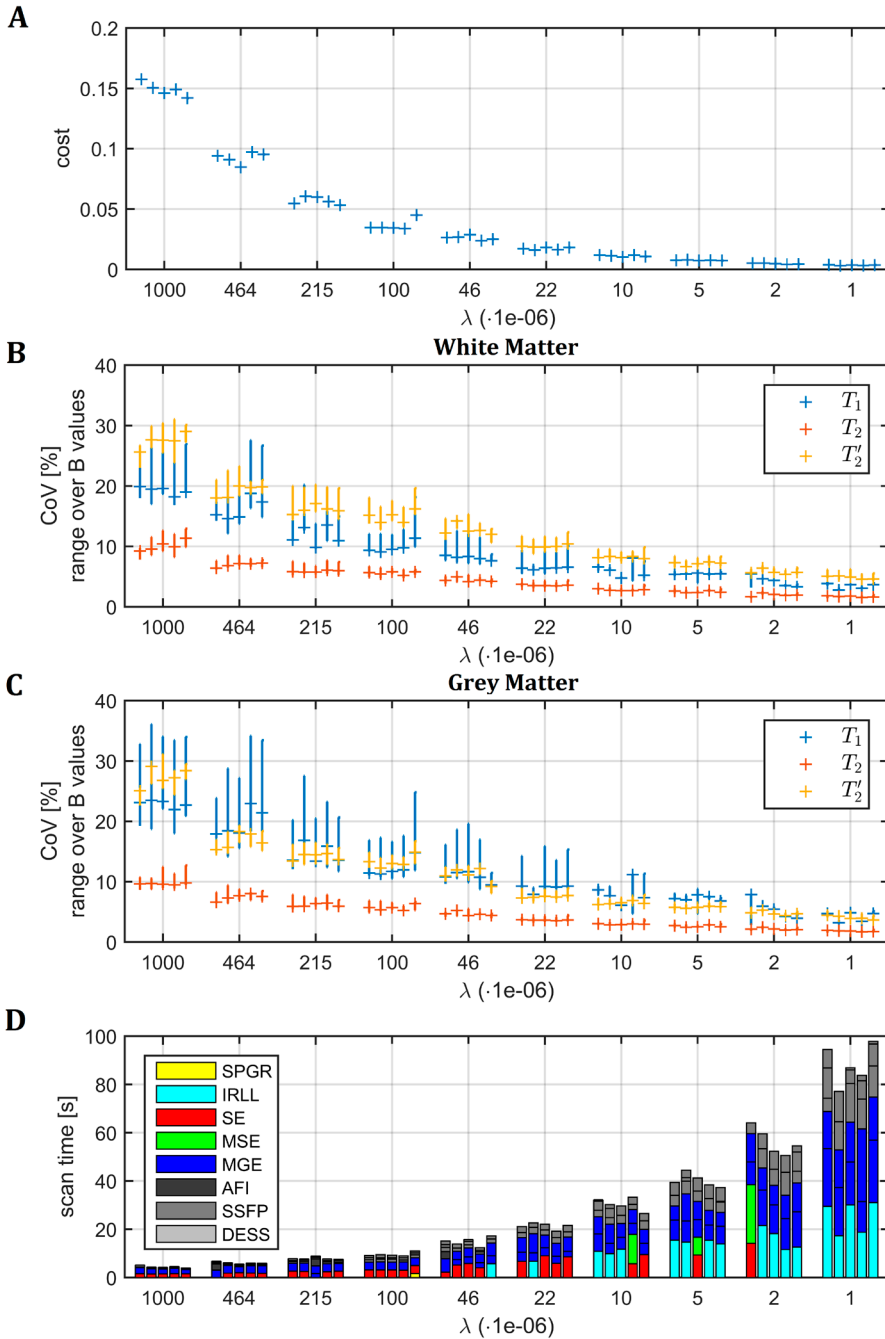 A
0.2
0.15
0.1
0.05
0
cost
1000 464 215 100 46 22 10 5 2 1
λ (·1e-06)
B
White Matter
40
30
20
10
0
CoV [%]
range over B values
T₁
T₂
T₂′
1000 464 215 100 46 22 10 5 2 1
λ (·1e-06)
C
Grey Matter
40
30
20
10
0
CoV [%]
range over B values
T₁
T₂
T₂′
1000 464 215 100 46 22 10 5 2 1
λ (·1e-06)
D
100
80
60
40
20
0
scan time [s]
SPGR
IRLL
SE
MSE
MGE
AFI
SSFP
DESS
1000 464 215 100 46 22 10 5 2 1
λ (·1e-06)